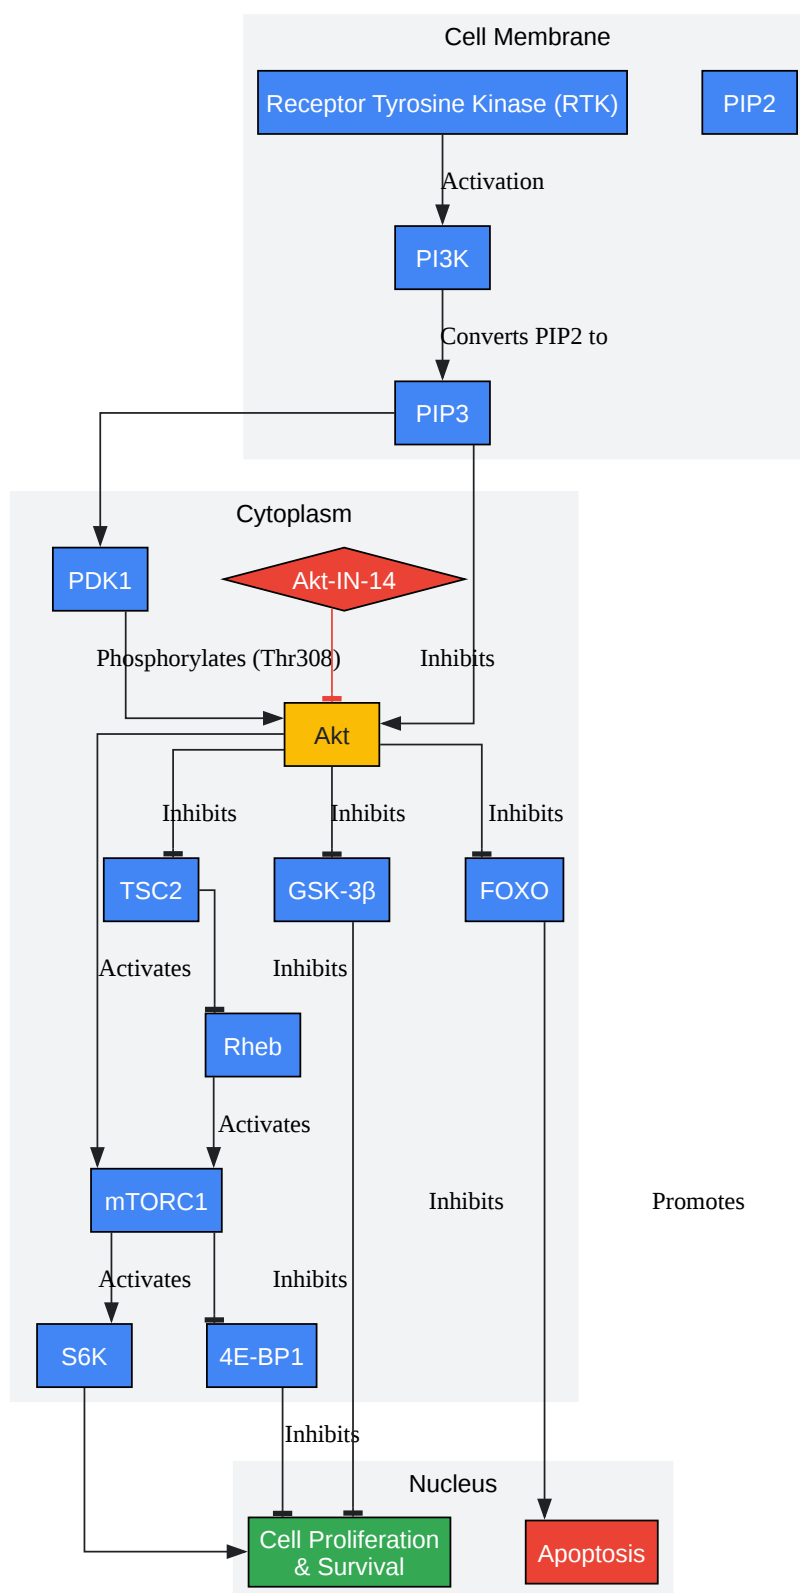 Cell Membrane
Receptor Tyrosine Kinase (RTK)
PIP2
Activation
PI3K
Converts PIP2 to
PIP3
Cytoplasm
PDK1
Akt-IN-14
Phosphorylates (Thr308)
Inhibits
Akt
Inhibits
Inhibits
Inhibits
TSC2
GSK-3β
FOXO
Activates
Inhibits
Rheb
Activates
mTORC1
Inhibits
Promotes
Activates
Inhibits
S6K
4E-BP1
Inhibits
Nucleus
Cell Proliferation
& Survival
Apoptosis